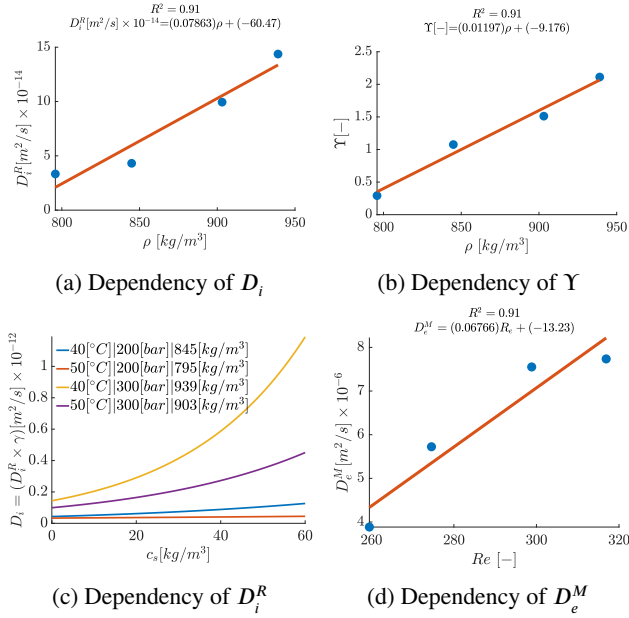 R² = 0.91
D_i^R[m²/s] × 10⁻¹⁴=(0.07863)ρ + (−60.47)
15
10
5
0
D_i^R[m²/s] × 10⁻¹⁴
800
850
900
950
ρ [kg/m³]
(a) Dependency of D_i
R² = 0.91
Υ[−]=(0.01197)ρ + (−9.176)
2.5
2
1.5
1
0.5
0
Υ[−]
800
850
900
950
ρ [kg/m³]
(b) Dependency of Υ
40[°C]|200[bar]|845[kg/m³]
50[°C]|200[bar]|795[kg/m³]
40[°C]|300[bar]|939[kg/m³]
50[°C]|300[bar]|903[kg/m³]
1
0.8
0.6
0.4
0.2
0
D_i = (D_i^R × γ)[m²/s] × 10⁻¹²
0
20
40
60
c_s[kg/m³]
(c) Dependency of D_i^R
R² = 0.91
D_e^M = (0.06766)R_e + (−13.23)
8
7
6
5
4
D_e^M[m²/s] × 10⁻⁶
260
280
300
320
Re [−]
(d) Dependency of D_e^M